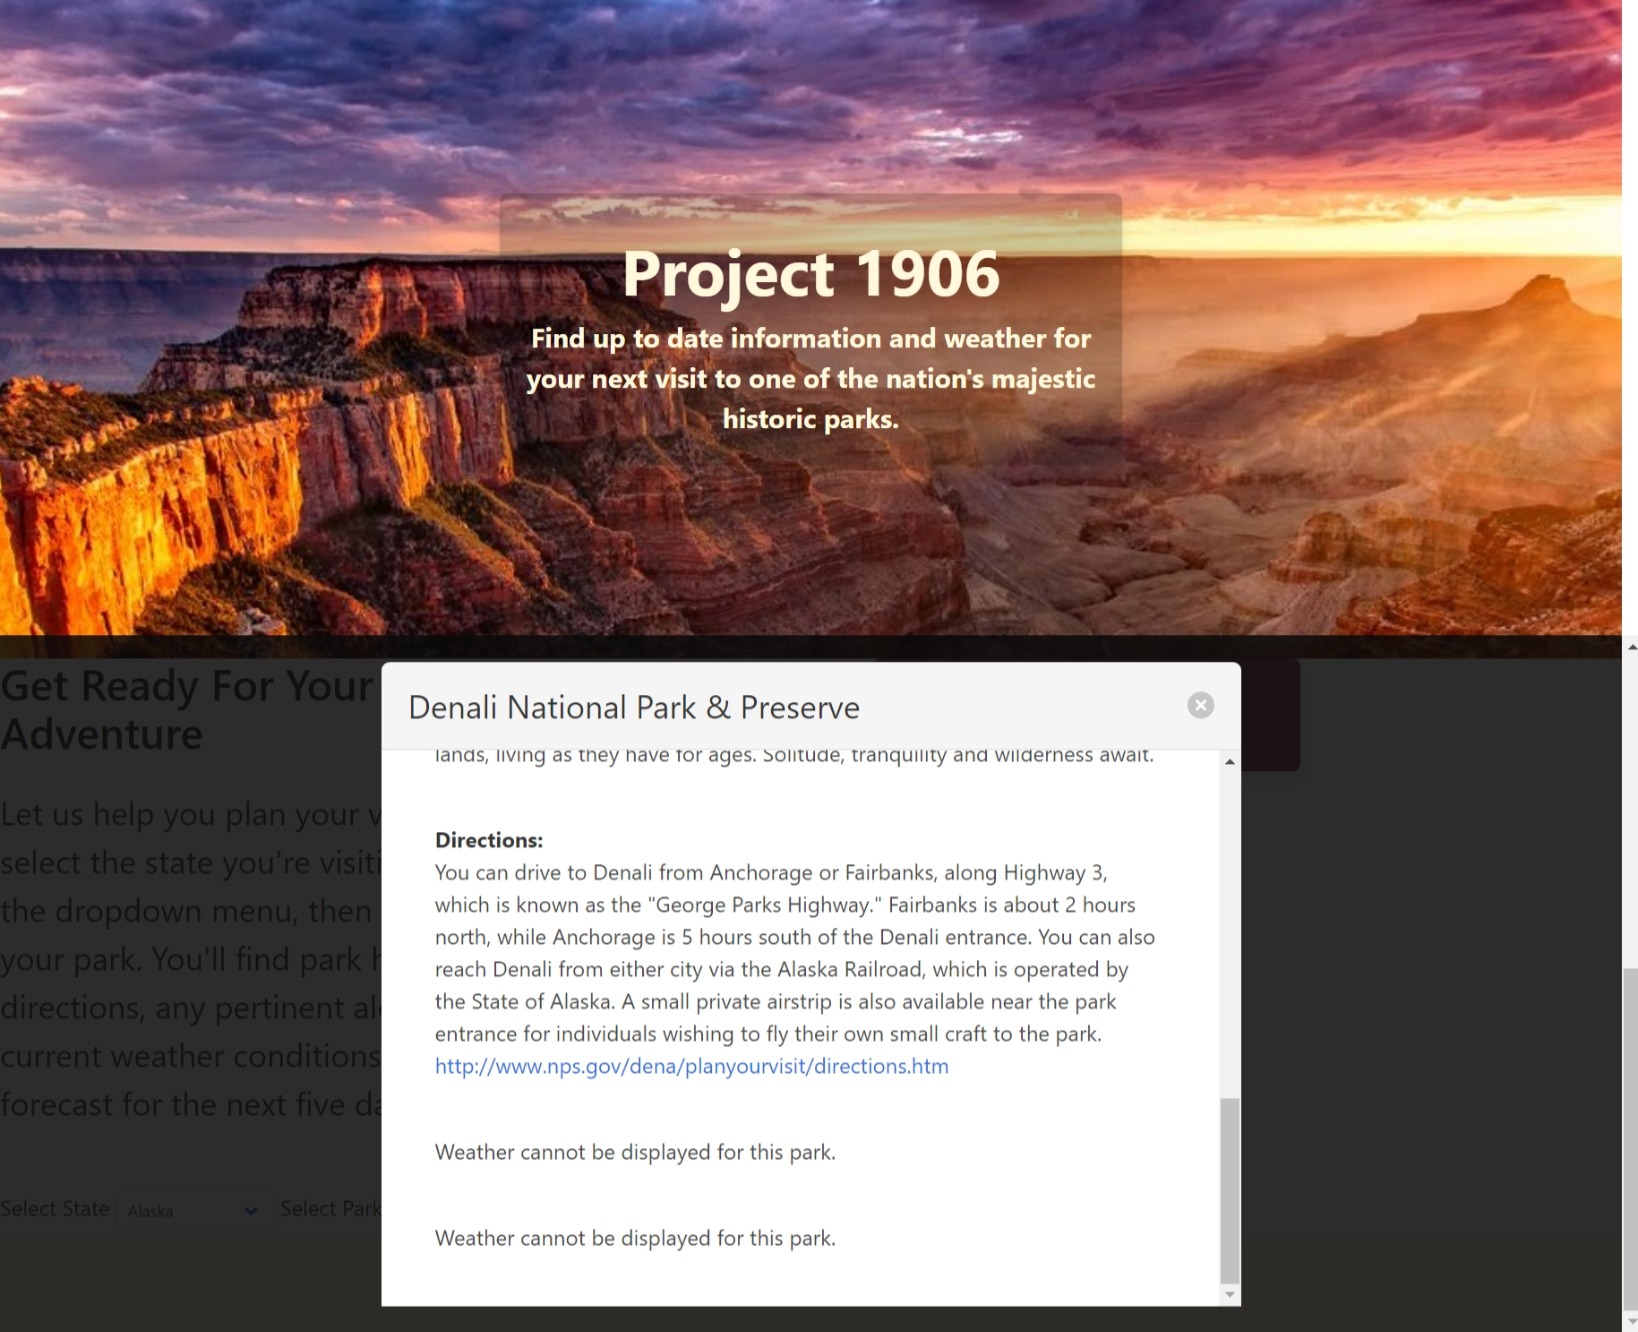 Project 1906
Find up to date information and weather for
your next visit to one of the nation's majestic
historic parks.
Get Ready For Your
Adventure
Let us help you plan your
select the state you're
the dropdown menu, then
your park. You'll find park
directions, any pertinent
current weather conditions
forecast for the next five
Select State Alaska Select Park
Denali National Park & Preserve
lands, living as they have for ages. Solitude, tranquility and wilderness await.
Directions:
You can drive to Denali from Anchorage or Fairbanks, along Highway 3,
which is known as the "George Parks Highway." Fairbanks is about 2 hours
north, while Anchorage is 5 hours south of the Denali entrance. You can also
reach Denali from either city via the Alaska Railroad, which is operated by
the State of Alaska. A small private airstrip is also available near the park
entrance for individuals wishing to fly their own small craft to the park.
http://www.nps.gov/dena/planyourvisit/directions.htm
Weather cannot be displayed for this park.
Weather cannot be displayed for this park.